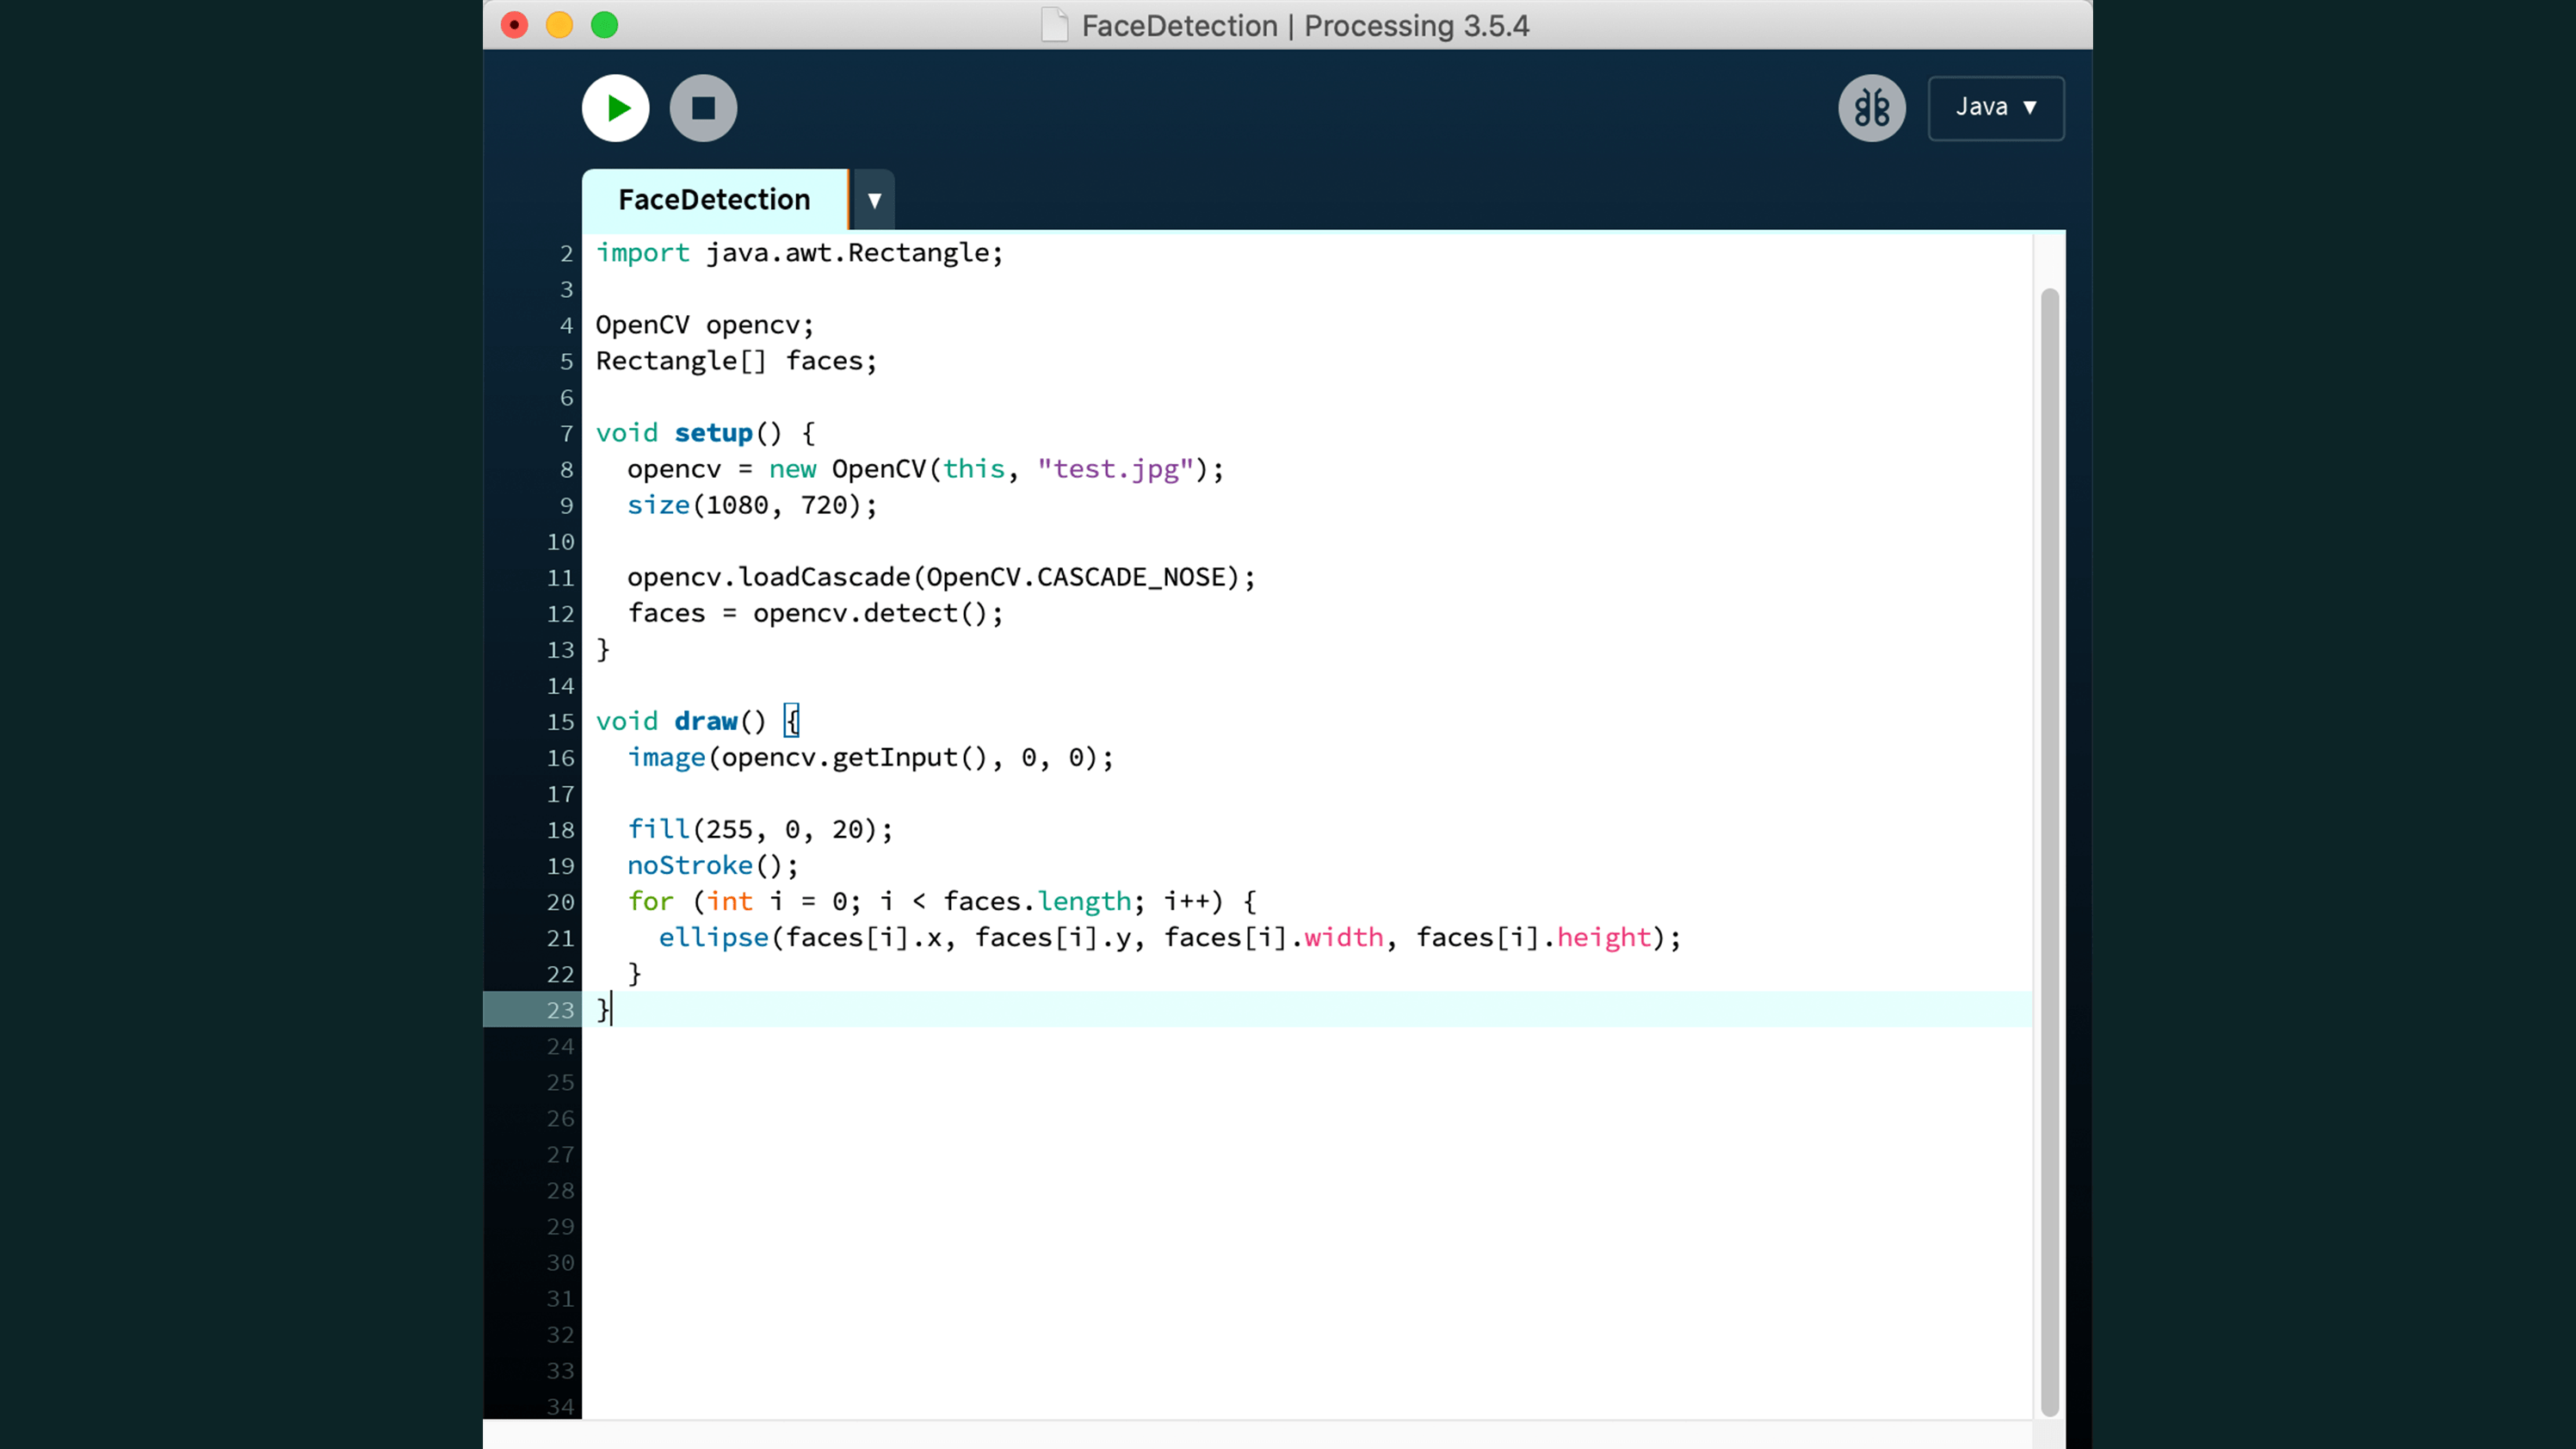 FaceDetection | Processing 3.5.4
Java ▼
FaceDetection ▼
2 import java.awt.Rectangle;
3
4 OpenCV opencv;
5 Rectangle[] faces;
6
7 void setup() {
8 opencv = new OpenCV(this, "test.jpg");
9 size(1080, 720);
10
11 opencv.loadCascade(OpenCV.CASCADE_NOSE);
12 faces = opencv.detect();
13 }
14
15 void draw() {
16 image(opencv.getInput(), 0, 0);
17
18 fill(255, 0, 20);
19 noStroke();
20 for (int i = 0; i < faces.length; i++) {
21 ellipse(faces[i].x, faces[i].y, faces[i].width, faces[i].height);
22 }
23 }
24
25
26
27
28
29
30
31
32
33
34